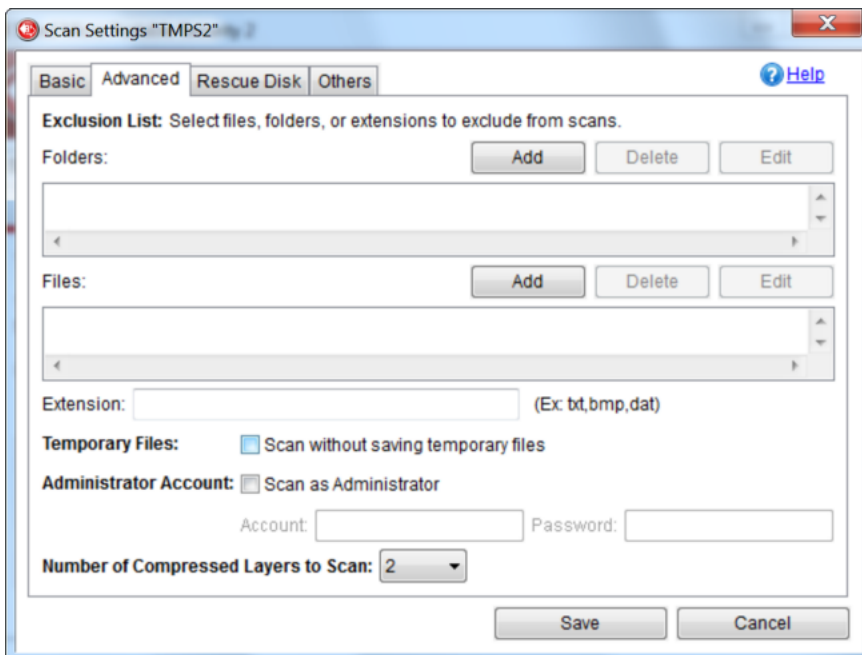 Scan Settings "TMPS2"
X
Basic Advanced Rescue Disk Others Help
Exclusion List: Select files, folders, or extensions to exclude from scans.
Folders: Add Delete Edit
Files: Add Delete Edit
Extension: (Ex: txt,bmp,dat)
Temporary Files: Scan without saving temporary files
Administrator Account: Scan as Administrator
Account: Password:
Number of Compressed Layers to Scan: 2
Save Cancel